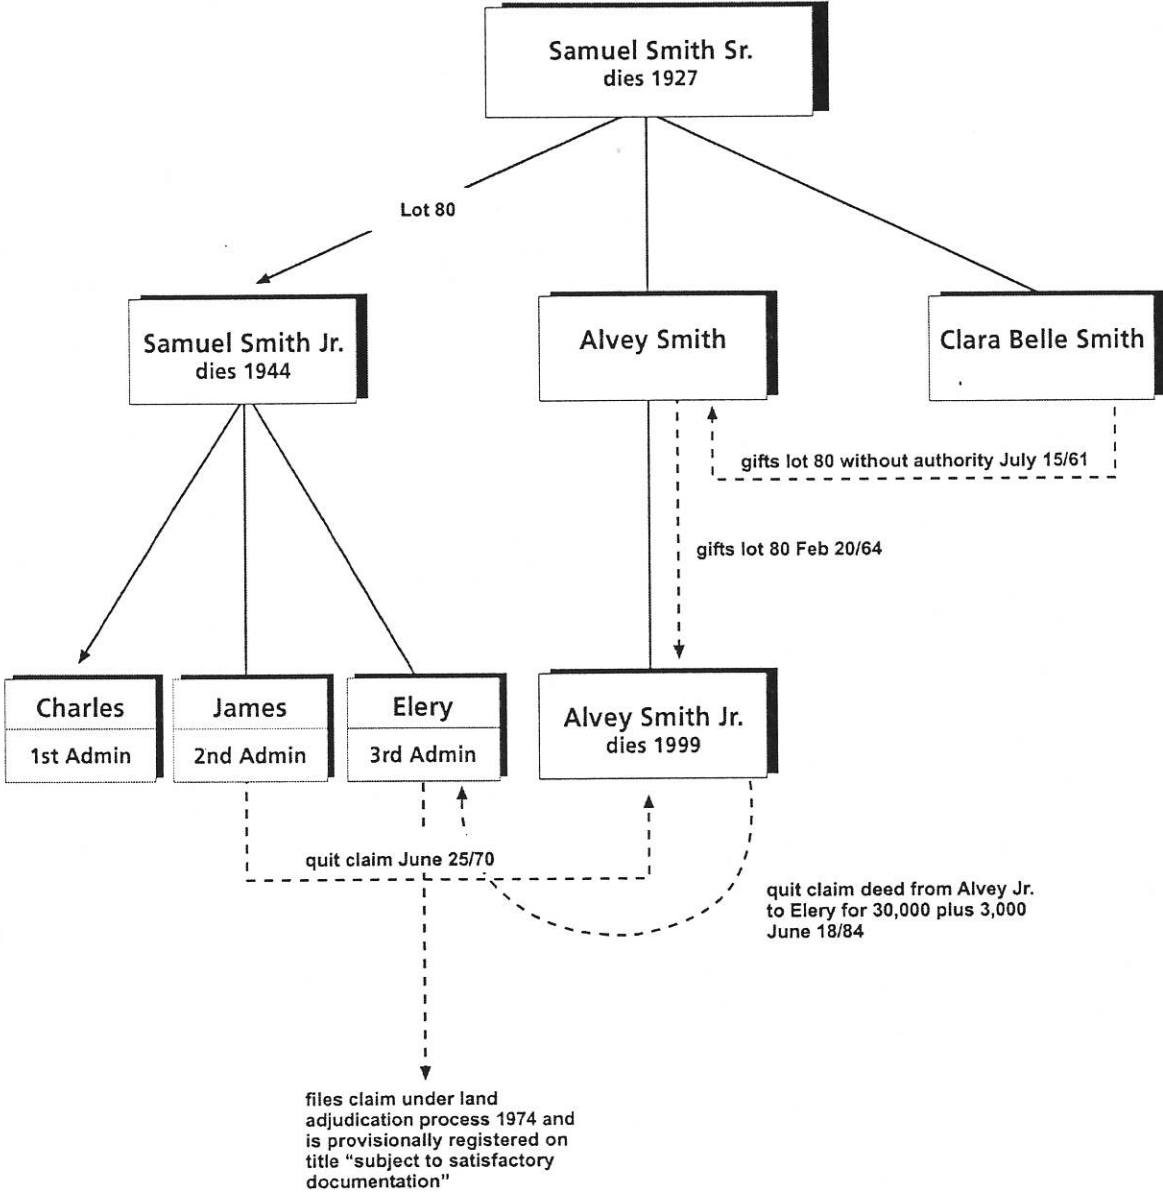 Samuel Smith Sr.
dies 1927
Lot 80
Samuel Smith Jr.
dies 1944
Alvey Smith
Clara Belle Smith
gifts lot 80 without authority July 15/61
gifts lot 80 Feb 20/64
Charles
1st Admin
James
2nd Admin
Elery
3rd Admin
Alvey Smith Jr.
dies 1999
quit claim June 25/70
quit claim deed from Alvey Jr.
to Elery for 30,000 plus 3,000
June 18/84
files claim under land
adjudication process 1974 and
is provisionally registered on
title “subject to satisfactory
documentation”